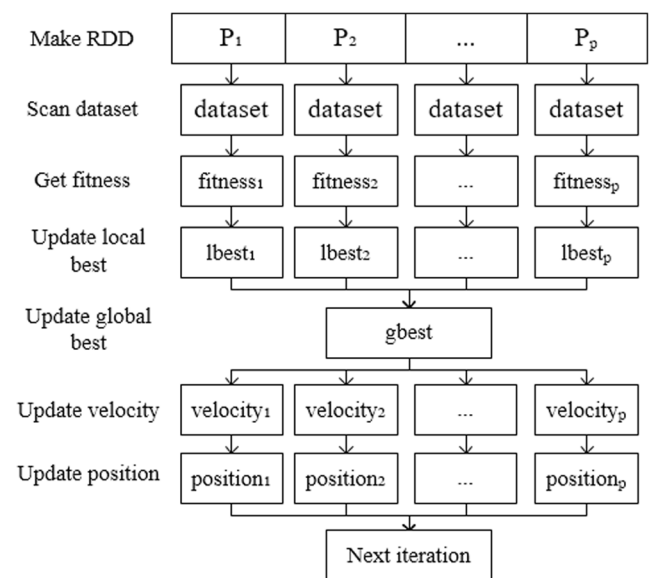 Make RDD P₁ P₂ ... Pₚ
Scan dataset dataset dataset dataset dataset
Get fitness fitness₁ fitness₂ ... fitnessₚ
Update local
best
lbest₁ lbest₂ ... lbestₚ
Update global
best
gbest
Update velocity velocity₁ velocity₂ ... velocityₚ
Update position position₁ position₂ ... positionₚ
Next iteration